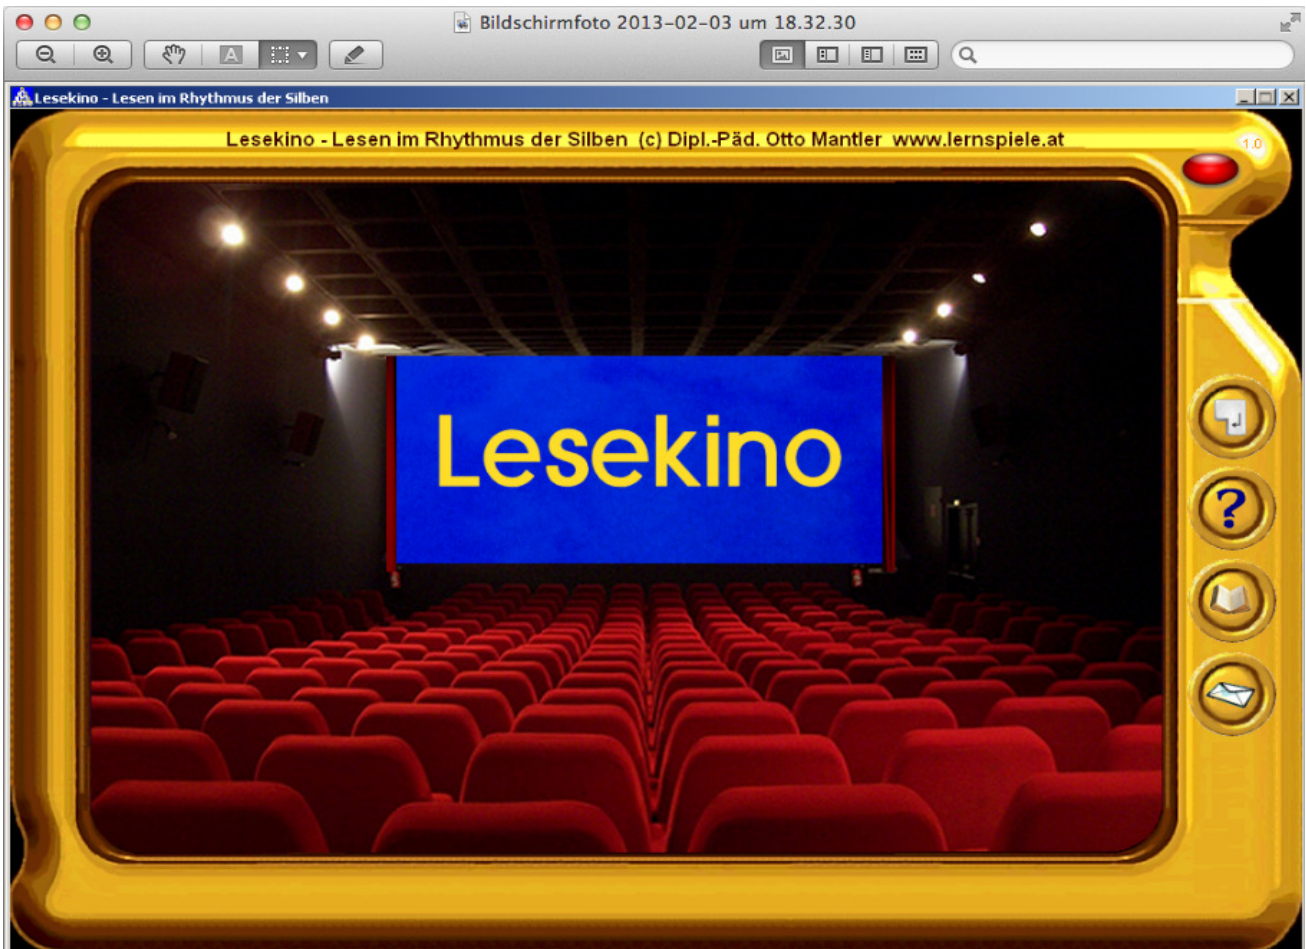 Bildschirmfoto 2013-02-03 um 18.32.30
A
Lesekino - Lesen im Rhythmus der Silben
Lesekino - Lesen im Rhythmus der Silben (c) Dipl.-Päd. Otto Mantler www.lernspiele.at
1.0
Lesekino
?